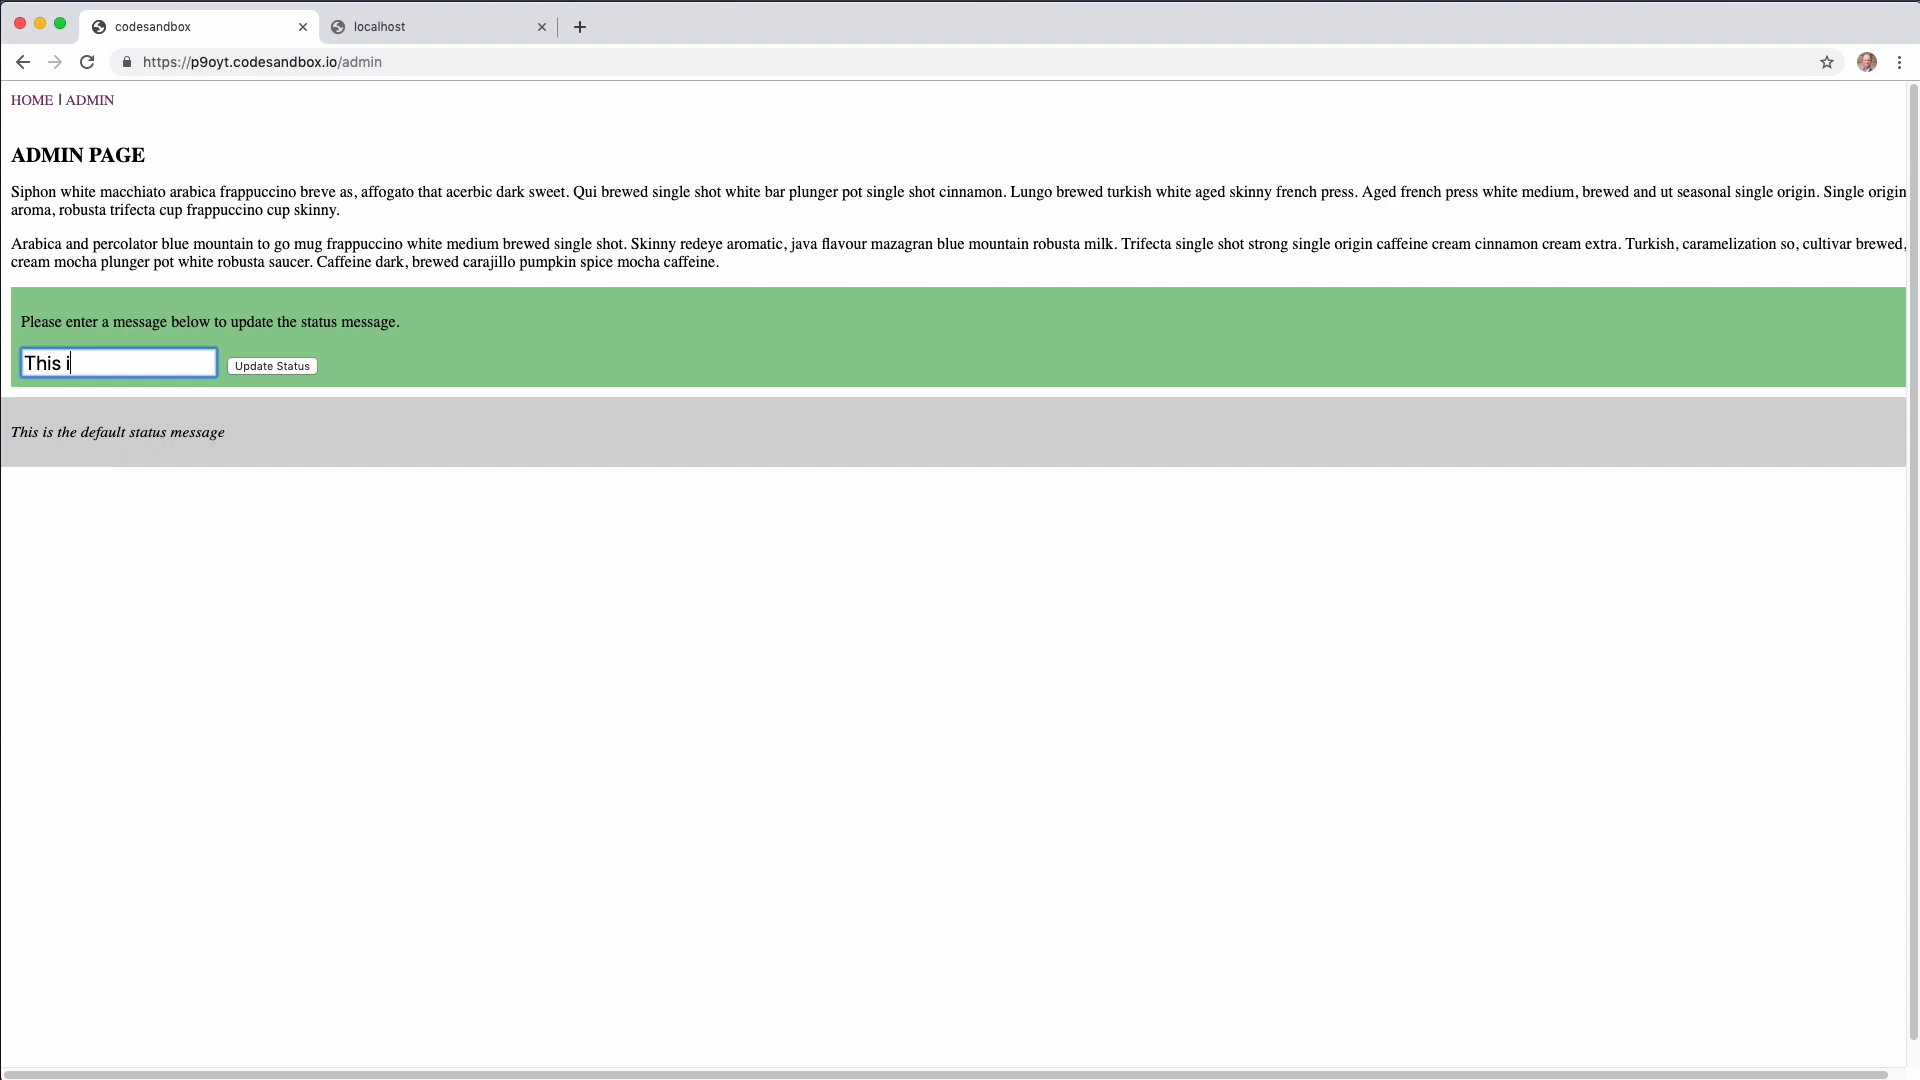 codesandbox
localhost
https://p9oyt.codesandbox.io/admin
HOME | ADMIN
ADMIN PAGE
Siphon white macchiato arabica frappuccino breve as, affogato that acerbic dark sweet. Qui brewed single shot white bar plunger pot single shot cinnamon. Lungo brewed turkish white aged skinny french press. Aged french press white medium, brewed and ut seasonal single origin. Single origin
aroma, robusta trifecta cup frappuccino cup skinny.
Arabica and percolator blue mountain to go mug frappuccino white medium brewed single shot. Skinny redeye aromatic, java flavour mazagran blue mountain robusta milk. Trifecta single shot strong single origin caffeine cream cinnamon cream extra. Turkish, caramelization so, cultivar brewed,
cream mocha plunger pot white robusta saucer. Caffeine dark, brewed carajillo pumpkin spice mocha caffeine.
Please enter a message below to update the status message.
This i
Update Status
This is the default status message